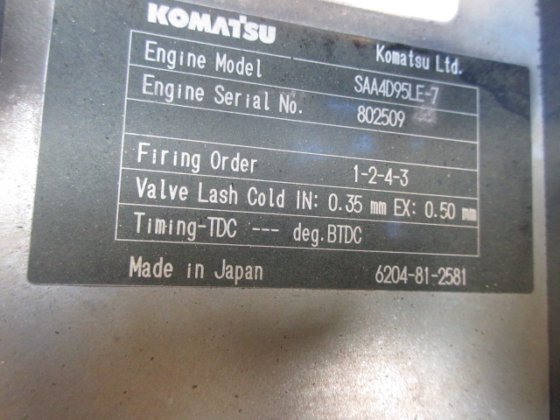 KOMATSU Komatsu Ltd.
Engine Model SAA4D95LE-7
Engine Serial No. 802509
Firing Order 1-2-4-3
Valve Lash Cold IN: 0.35 mm EX: 0.50 mm
Timing-TDC --- deg.BTDC
Made in Japan 6204-81-2581